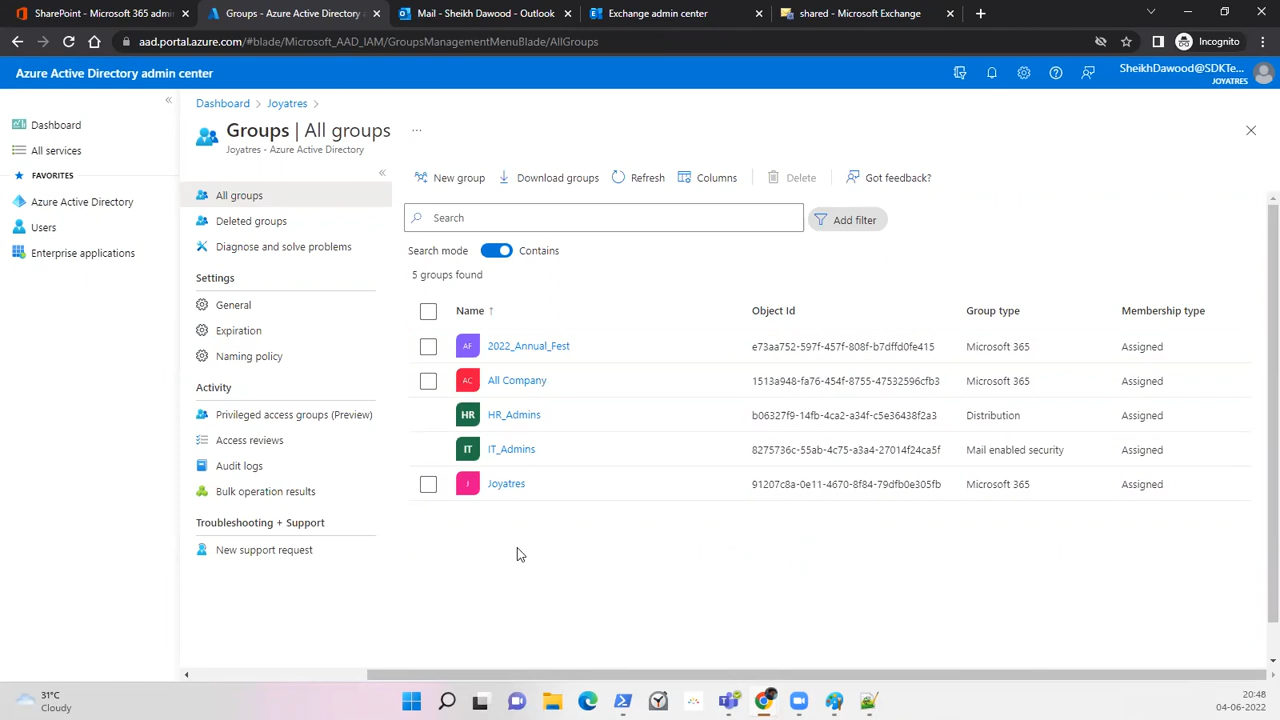 SharePoint - Microsoft 365 admin
Groups - Azure Active Directory
Mail - Sheikh Dawood - Outlook
Exchange admin center
shared - Microsoft Exchange
aad.portal.azure.com/#blade/Microsoft_AAD_IAM/GroupsManagementMenuBlade/AllGroups
Incognito
Azure Active Directory admin center
SheikhDawood@SDKTe...
JOYATRES
Dashboard
All services
FAVORITES
Azure Active Directory
Users
Enterprise applications
Dashboard > Joyatres >
Groups | All groups ...
Joyatres - Azure Active Directory
All groups
Deleted groups
Diagnose and solve problems
Settings
General
Expiration
Naming policy
Activity
Privileged access groups (Preview)
Access reviews
Audit logs
Bulk operation results
Troubleshooting + Support
New support request
New group Download groups Refresh Columns Delete Got feedback?
Search Add filter
Search mode Contains
5 groups found
Name ↑ Object Id Group type Membership type
AF 2022_Annual_Fest e73aa752-597f-457f-808f-b7dffd0fe415 Microsoft 365 Assigned
AC All Company 1513a948-fa76-454f-8755-47532596cfb3 Microsoft 365 Assigned
HR HR_Admins b06327f9-14fb-4ca2-a34f-c5e36438f2a3 Distribution Assigned
IT IT_Admins 8275736c-55ab-4c75-a3a4-27014f24ca5f Mail enabled security Assigned
J Joyatres 91207c8a-0e11-4670-8f84-79dfb0e305fb Microsoft 365 Assigned
31°C
Cloudy
20:48
04-06-2022